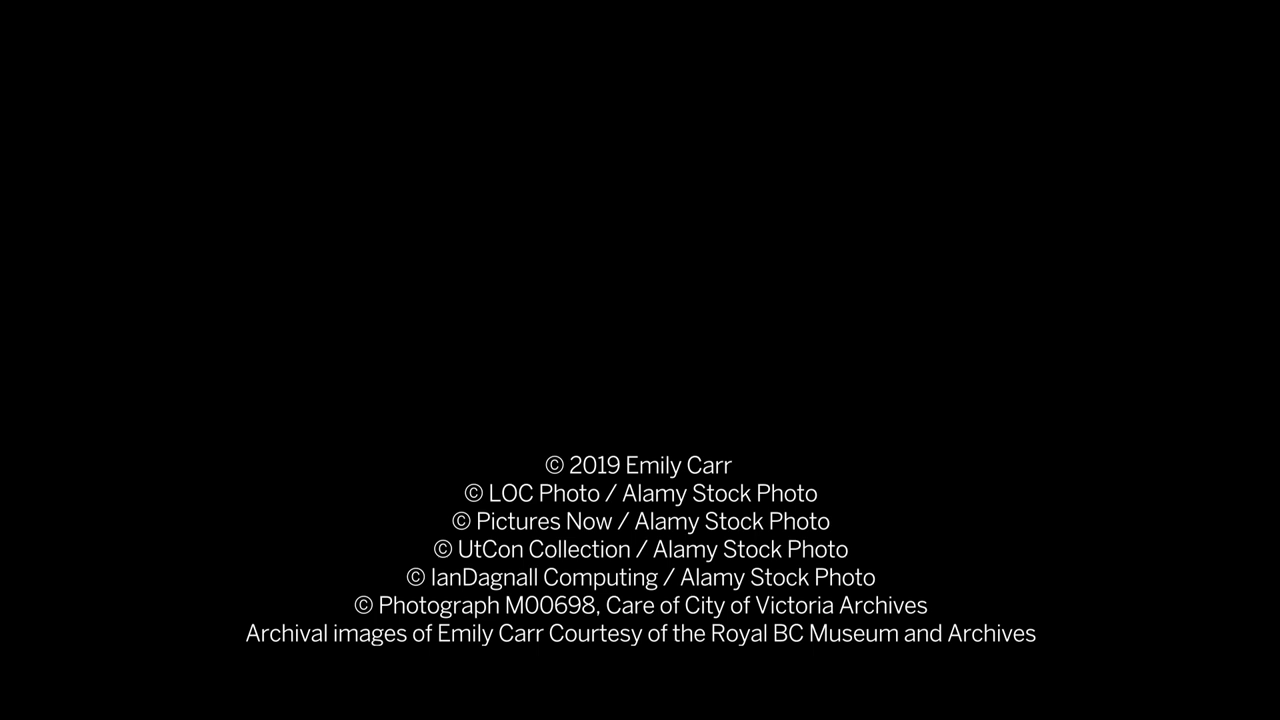 © 2019 Emily Carr
© LOC Photo / Alamy Stock Photo
© Pictures Now / Alamy Stock Photo
© UtCon Collection / Alamy Stock Photo
© IanDagnall Computing / Alamy Stock Photo
© Photograph M00698, Care of City of Victoria Archives
Archival images of Emily Carr Courtesy of the Royal BC Museum and Archives